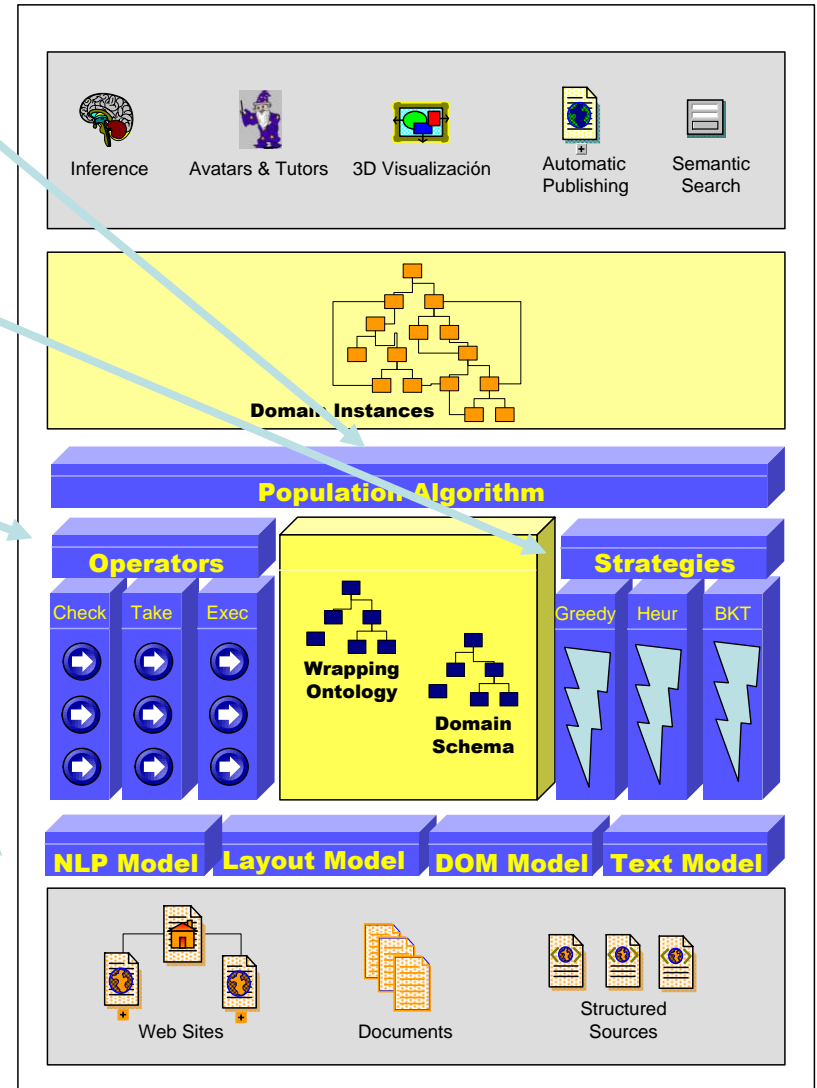 Inference
Avatars & Tutors
3D Visualización
Automatic
Publishing
Semantic
Search
Domain Instances
Population Algorithm
Operators
Strategies
Check
Take
Exec
Greedy
Heur
BKT
Wrapping
Ontology
Domain
Schema
NLP Model
Layout Model
DOM Model
Text Model
Web Sites
Documents
Structured
Sources